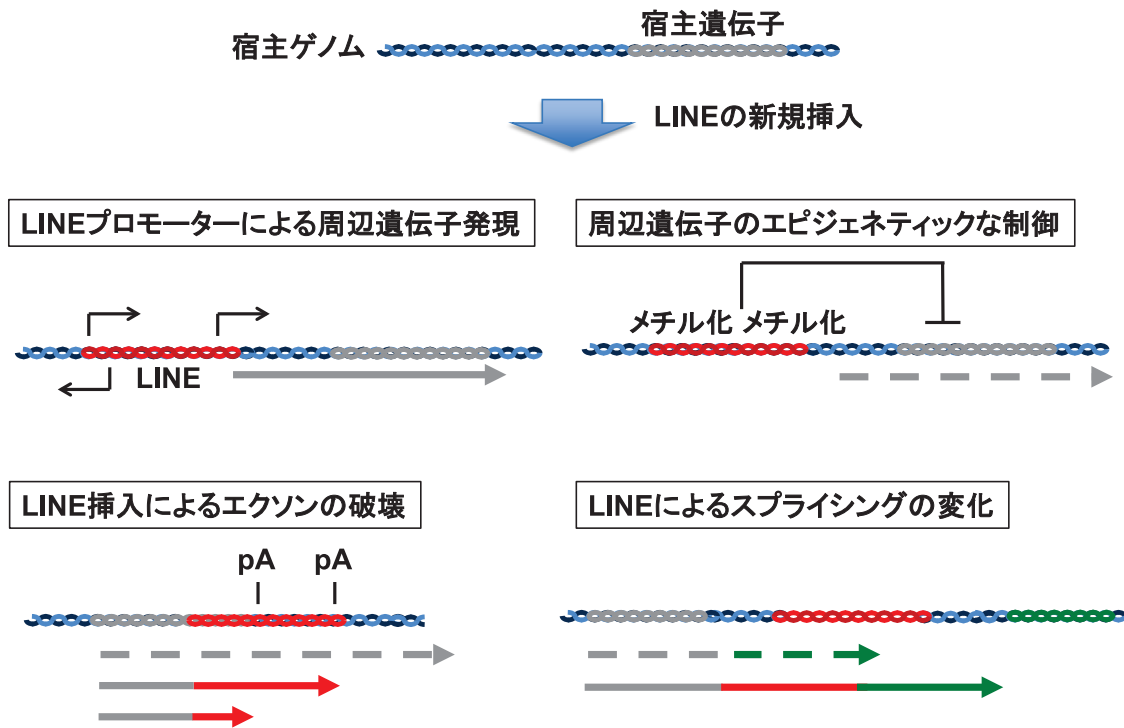 宿主遺伝子
宿主ゲノム
LINEの新規挿入
LINEプロモーターによる周辺遺伝子発現
周辺遺伝子のエピジェネティックな制御
メチル化 メチル化
LINE
LINE挿入によるエクソンの破壊
LINEによるスプライシングの変化
pA pA